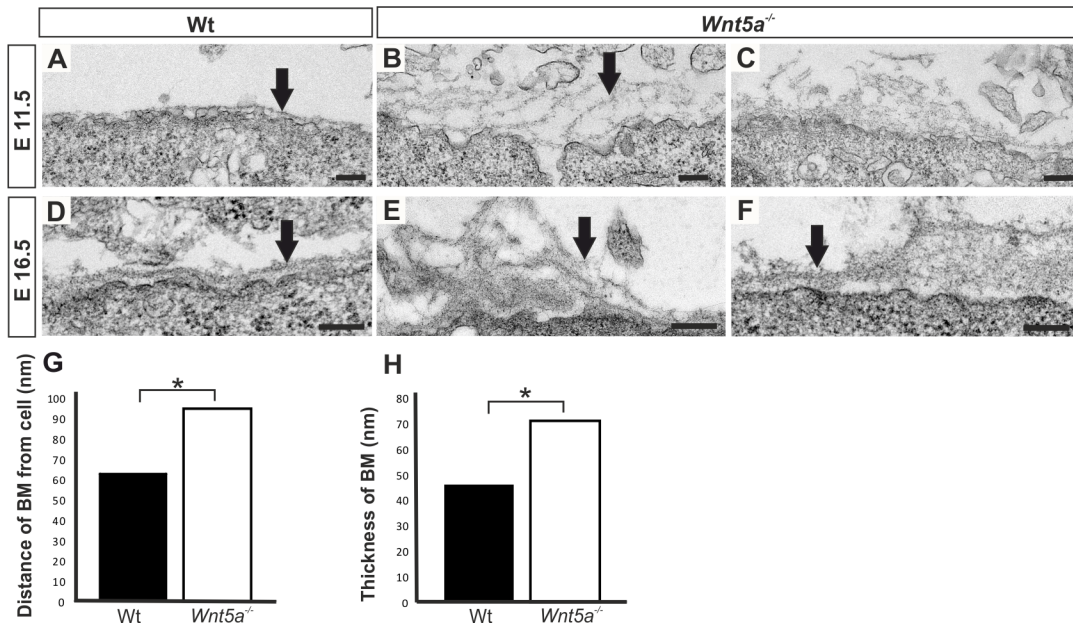 Wt
Wnt5a-/-
E 11.5
A
B
C
E 16.5
D
E
F
G
Distance of BM from cell (nm)
100
90
80
70
60
50
40
30
20
10
0
*
Wt
Wnt5a-/-
H
Thickness of BM (nm)
80
70
60
50
40
30
20
10
0
*
Wt
Wnt5a-/-